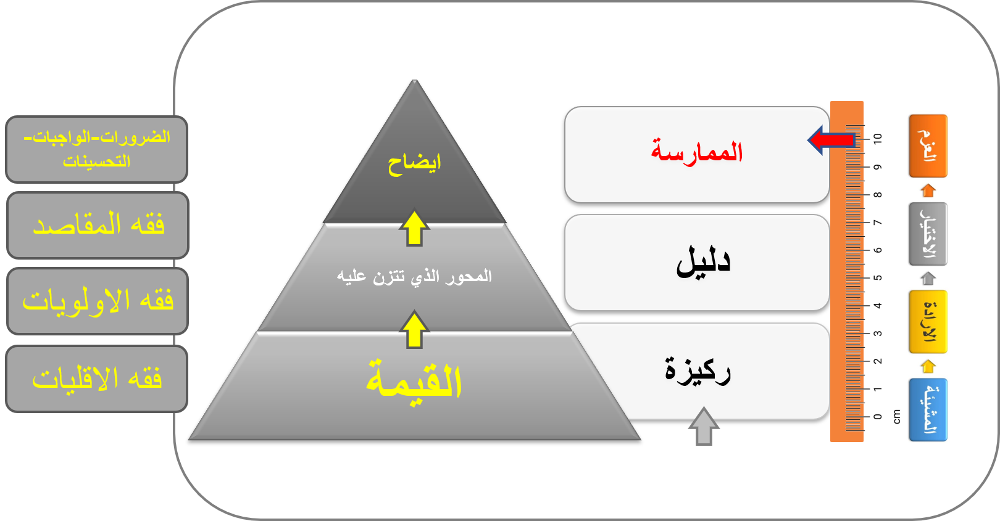 العزم
الاختيار
الارادة
المشيئة
10
9
8
7
6
5
4
3
2
1
0
cm
الممارسة
دليل
ركيزة
ايضاح
المحور الذي تتزن عليه
القيمة
الضرورات-الواجبات-
التحسينات
فقه المقاصد
فقه الاولويات
فقه الاقليات